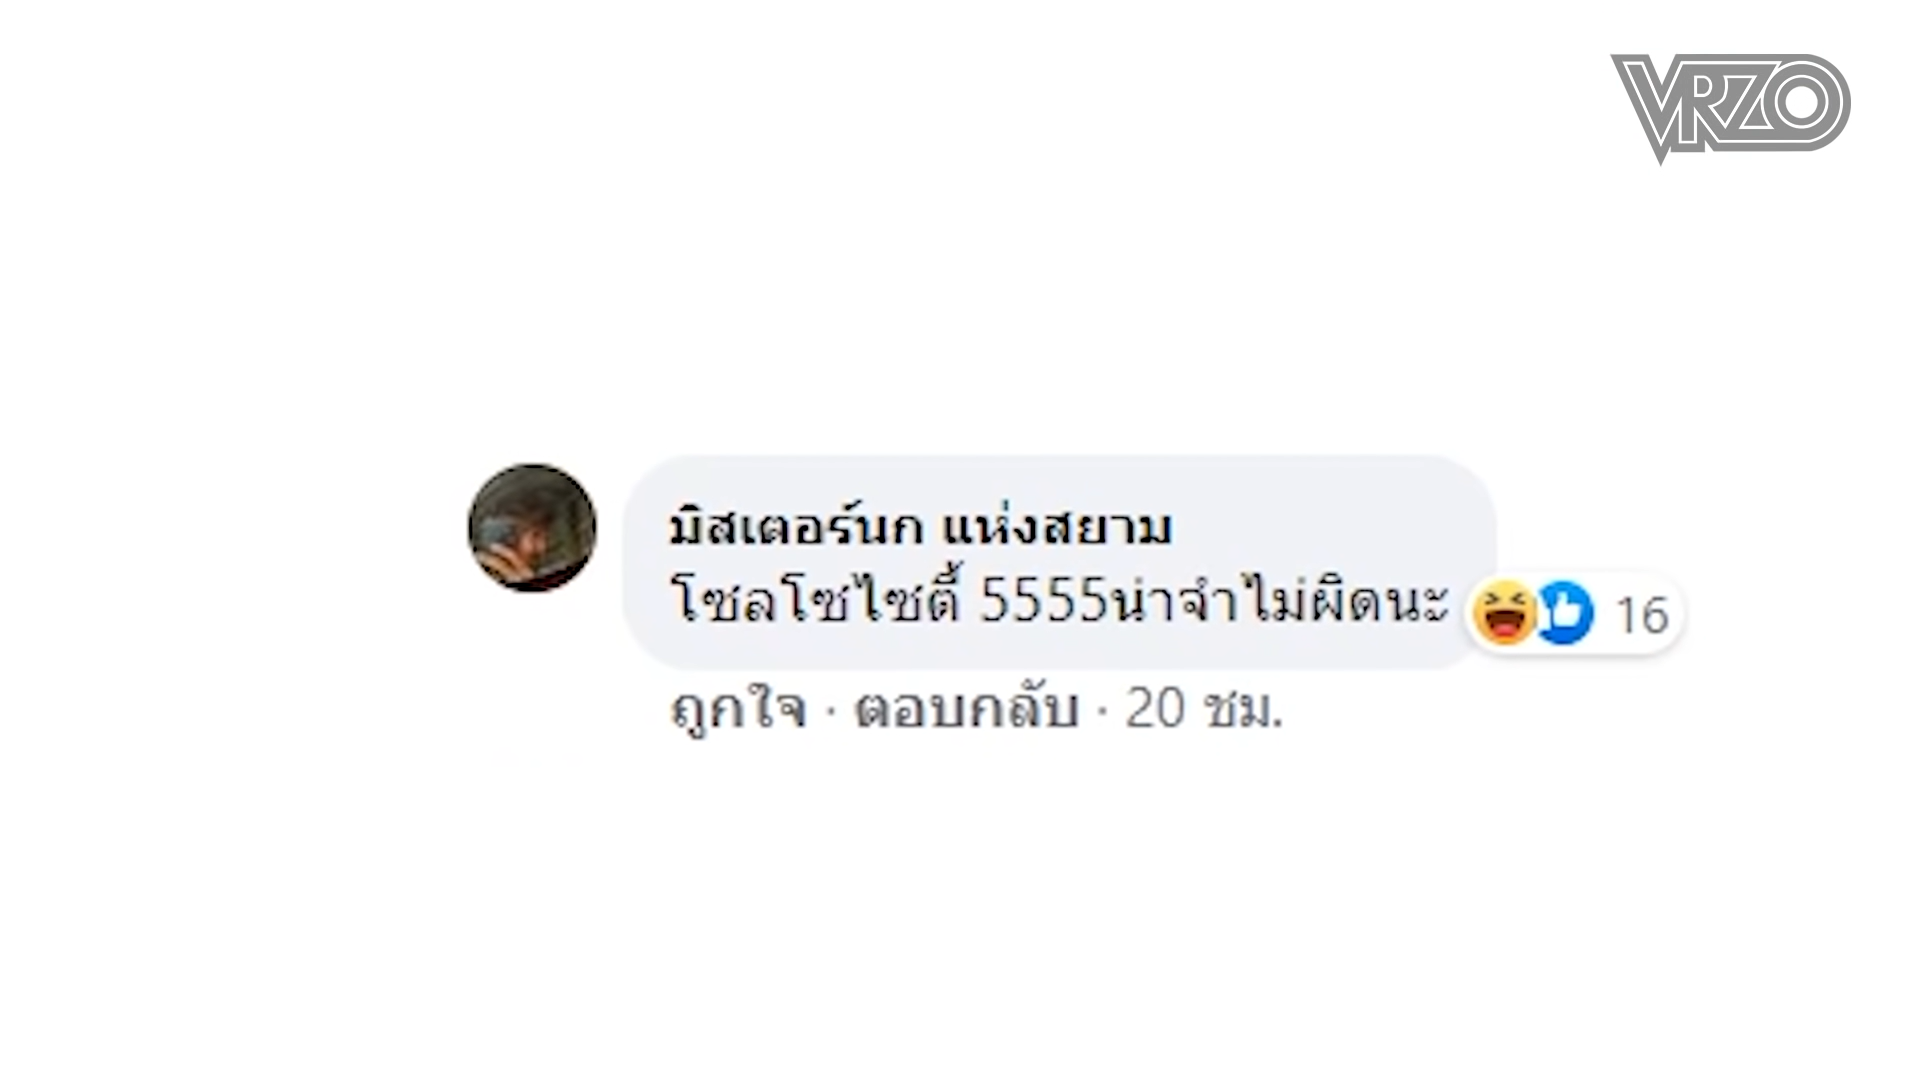 VRZO
มิสเตอร์นก แห่งสยาม
โซลโซไซตี้ 5555น่าจำไม่ผิดนะ
16
ถูกใจ · ตอบกลับ · 20 ชม.